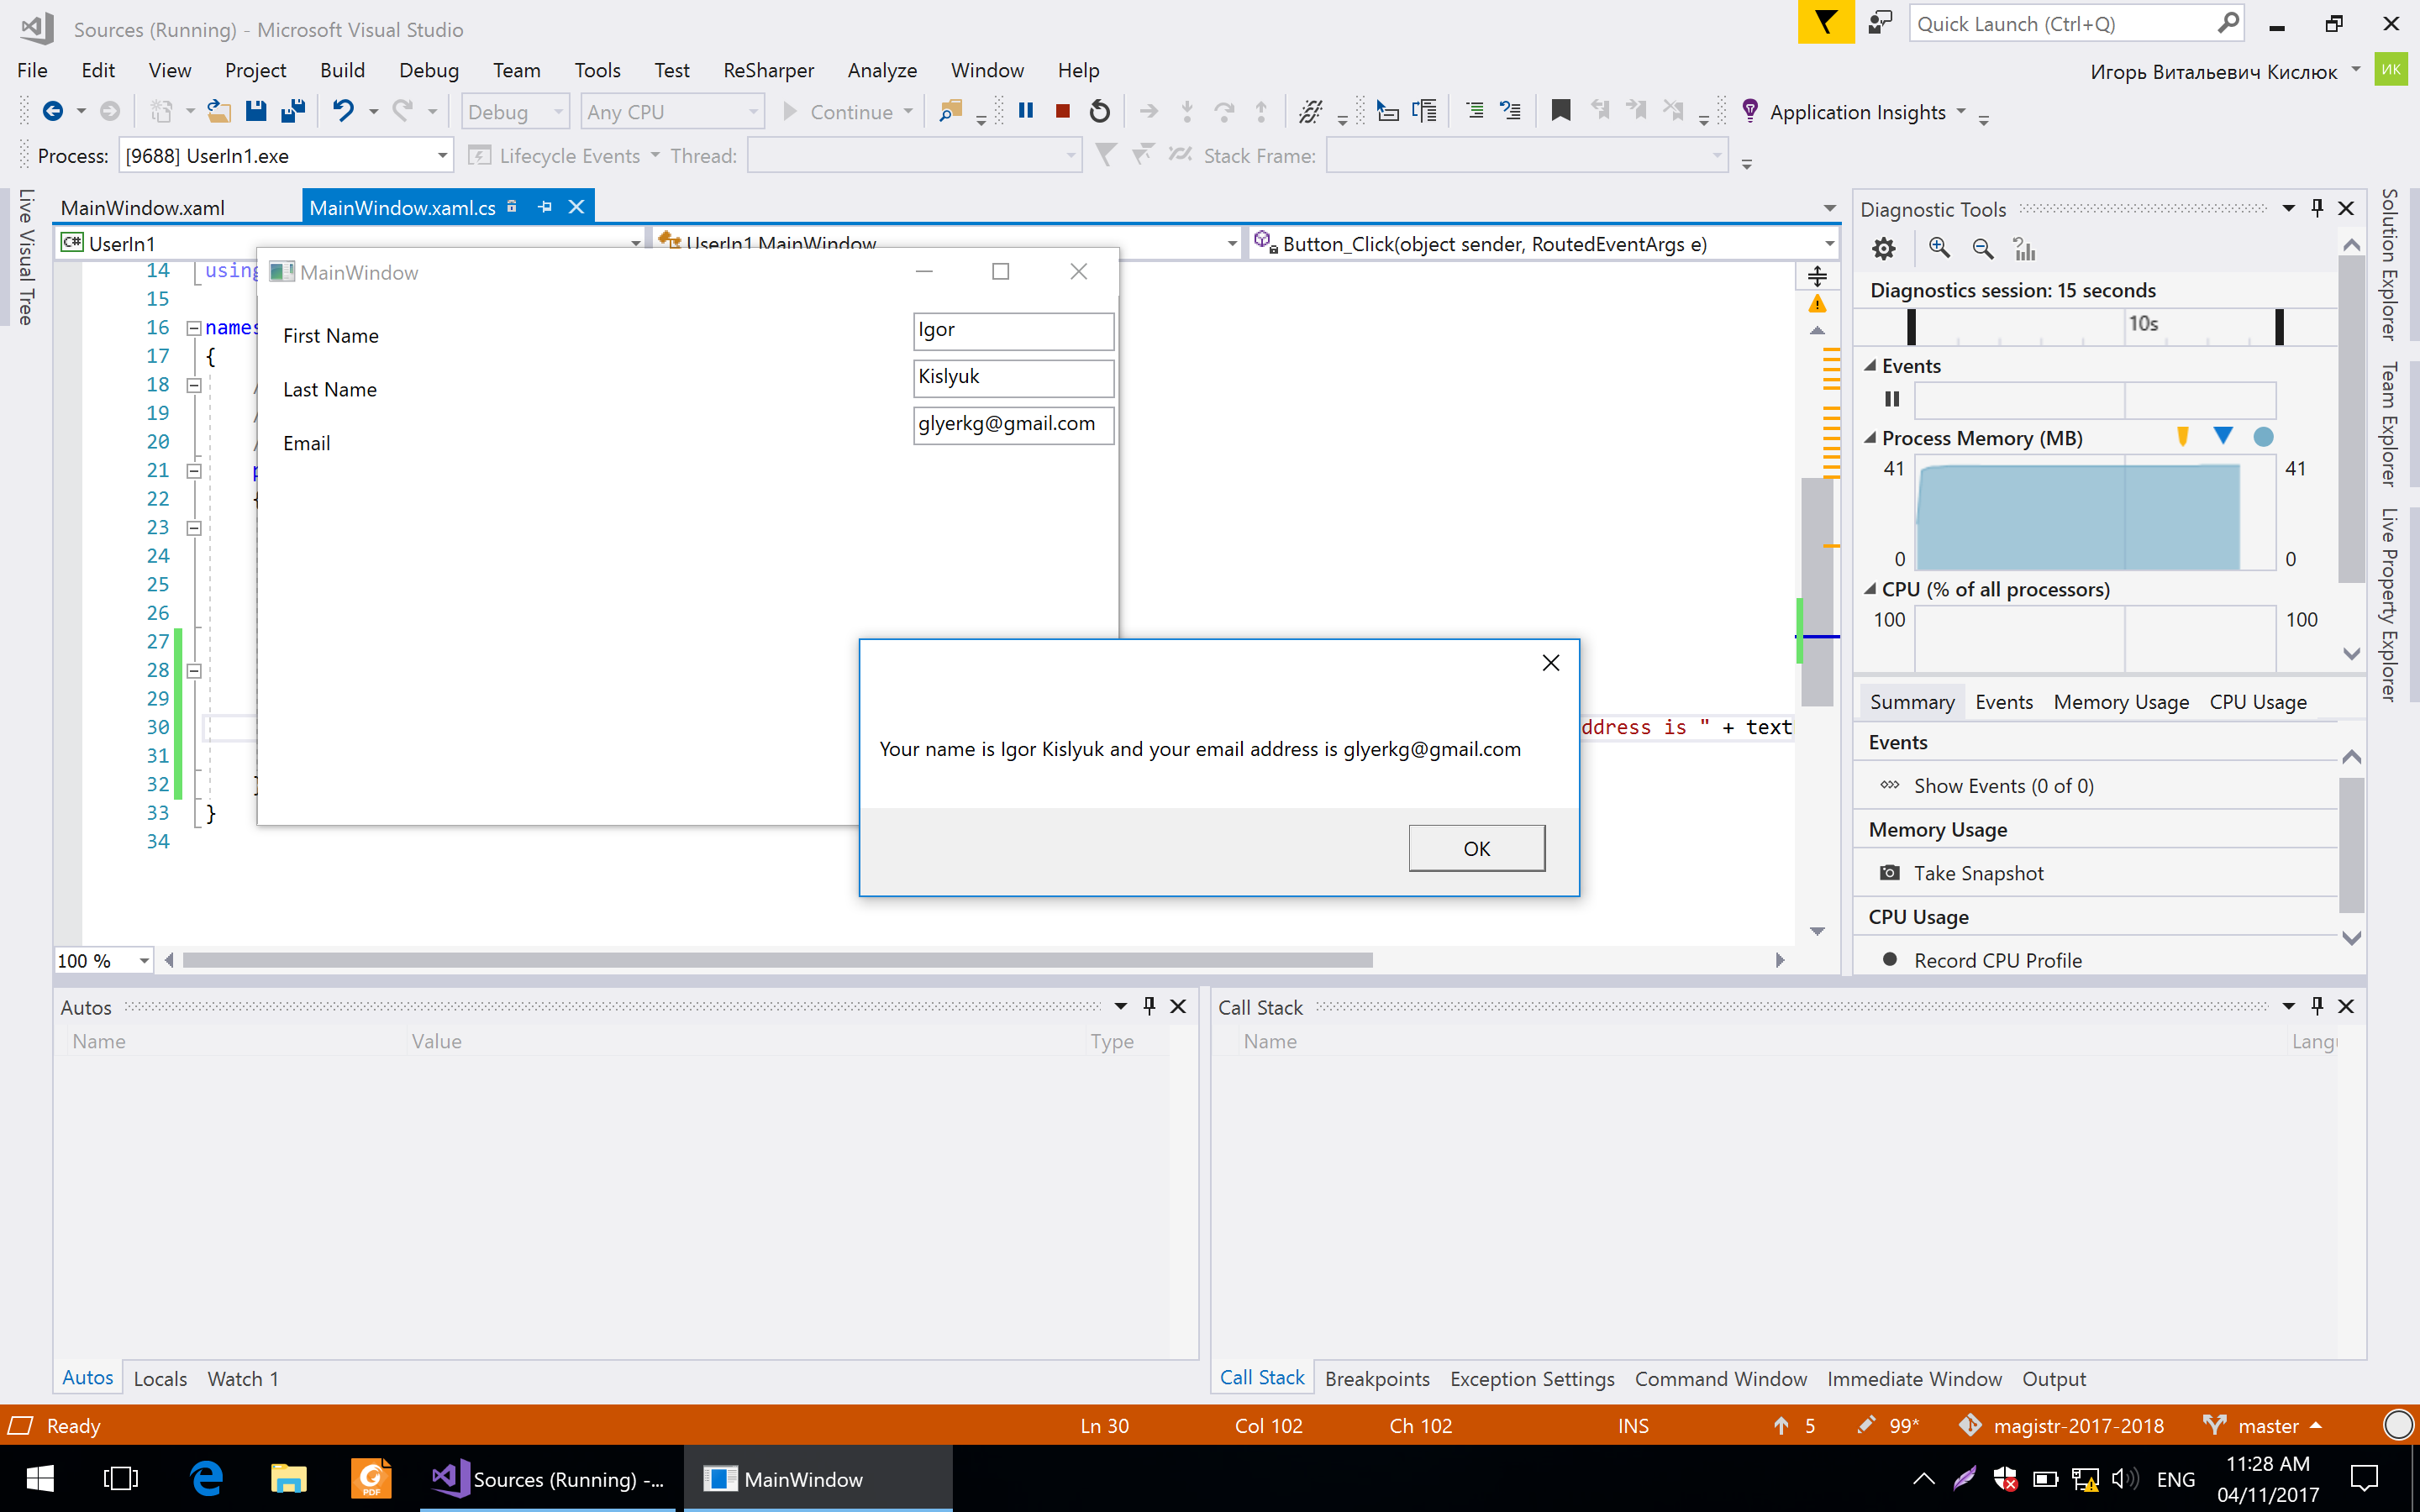 Sources (Running) - Microsoft Visual Studio
Quick Launch (Ctrl+Q)
File Edit View Project Build Debug Team Tools Test ReSharper Analyze Window Help
Игорь Витальевич Кислюк ИК
Debug Any CPU Continue Application Insights
Process: [9688] UserIn1.exe Lifecycle Events Thread: Stack Frame:
Live Visual Tree
MainWindow.xaml MainWindow.xaml.cs
C# UserIn1 UserIn1.MainWindow Button_Click(object sender, RoutedEventArgs e)
14 using
15
16 names
17 {
18 /
19 /
20 /
21 p
22 {
23
24
25
26
27
28
29
30 ddress is " + text
31
32 }
33 }
34
100 %
MainWindow
First Name Igor
Last Name Kislyuk
Email glyerkg@gmail.com
Your name is Igor Kislyuk and your email address is glyerkg@gmail.com
OK
Diagnostic Tools
Diagnostics session: 15 seconds
10s
Events
Process Memory (MB)
41 41
0 0
CPU (% of all processors)
100 100
Summary Events Memory Usage CPU Usage
Events
Show Events (0 of 0)
Memory Usage
Take Snapshot
CPU Usage
Record CPU Profile
Solution Explorer
Team Explorer
Live Property Explorer
Autos
Name Value Type
Autos Locals Watch 1
Call Stack
Name Langu
Call Stack Breakpoints Exception Settings Command Window Immediate Window Output
Ready Ln 30 Col 102 Ch 102 INS 5 99* magistr-2017-2018 master
PDF
Sources (Running) -... MainWindow
ENG
11:28 AM
04/11/2017